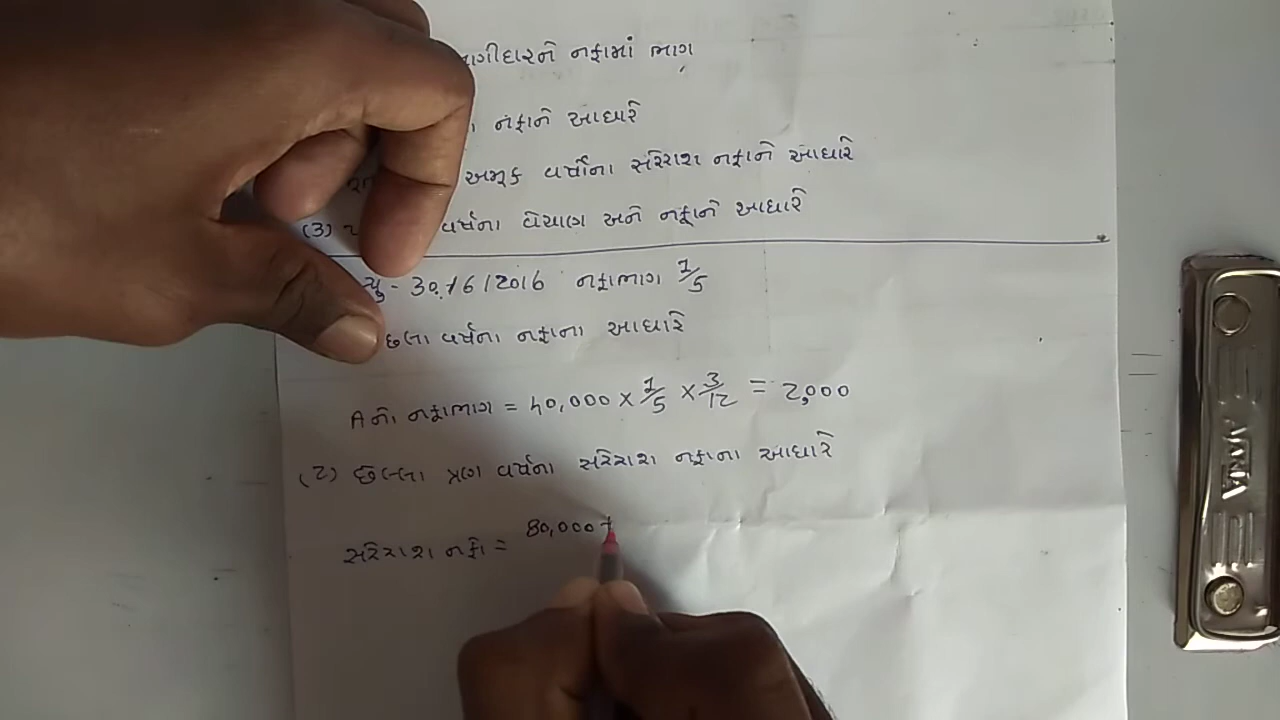 નફામાં ભાગ
નફાને આધારે
અમૂક વર્ષોના સરેરાશ નફાને આધારે
(3) વર્ષના વેચાણ અને નફાને આધારે
30/6/2016 નફાભાગ 1/5
વર્ષના નફાના આધારે
Aનો નફાભાગ = 40,000 × 1/5 × 3/12 = 2,000
(2) છેલ્લા ત્રણ વર્ષના સરેરાશ નફાના આધારે
સરેરાશ નફો = 80,000 +